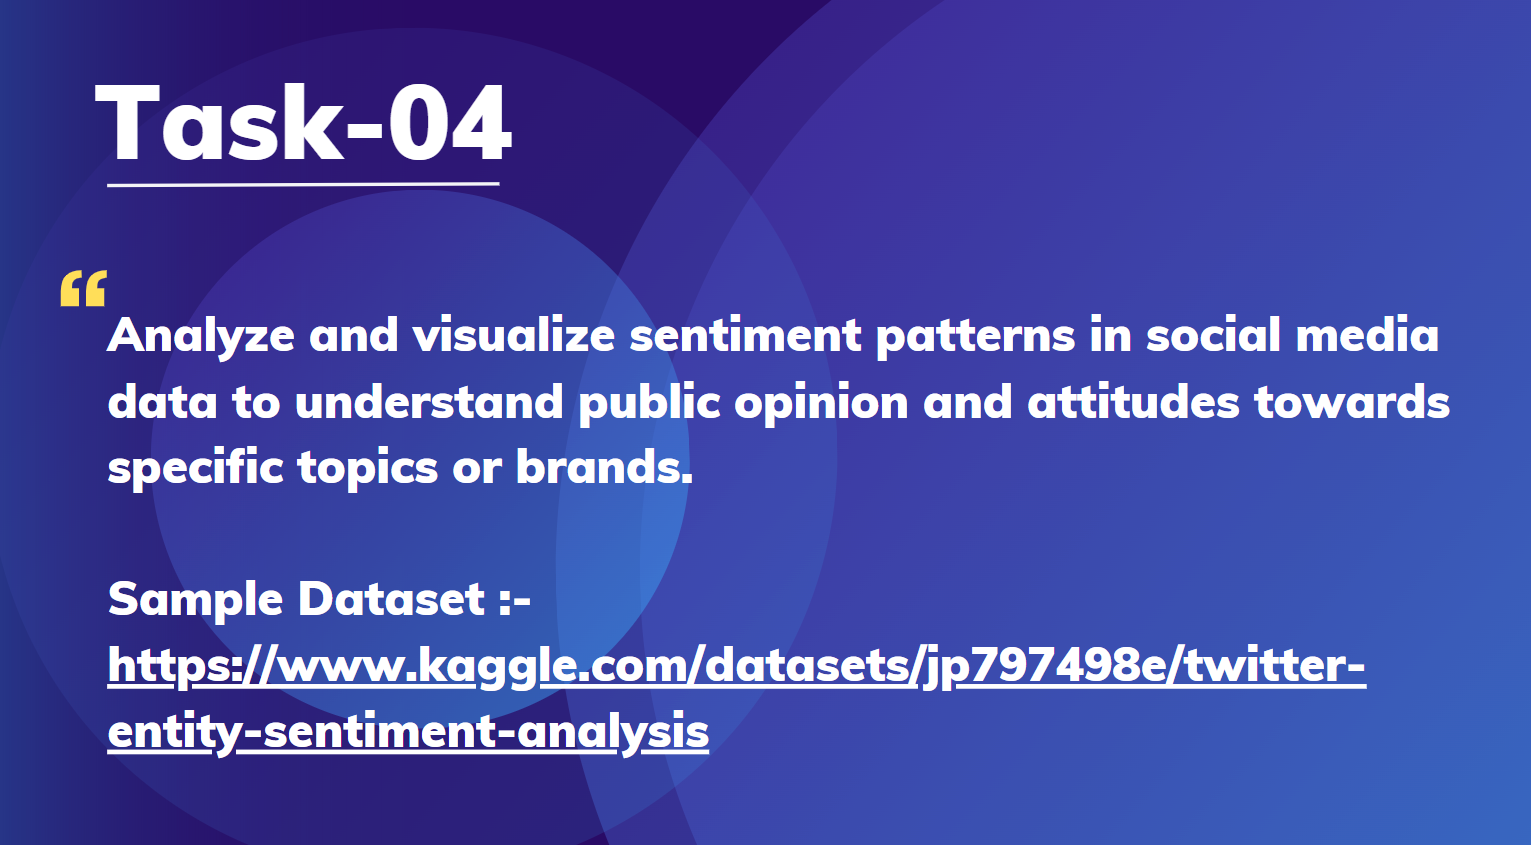 Task-04
“
Analyze and visualize sentiment patterns in social media
data to understand public opinion and attitudes towards
specific topics or brands.
Sample Dataset :-
https://www.kaggle.com/datasets/jp797498e/twitter-
entity-sentiment-analysis